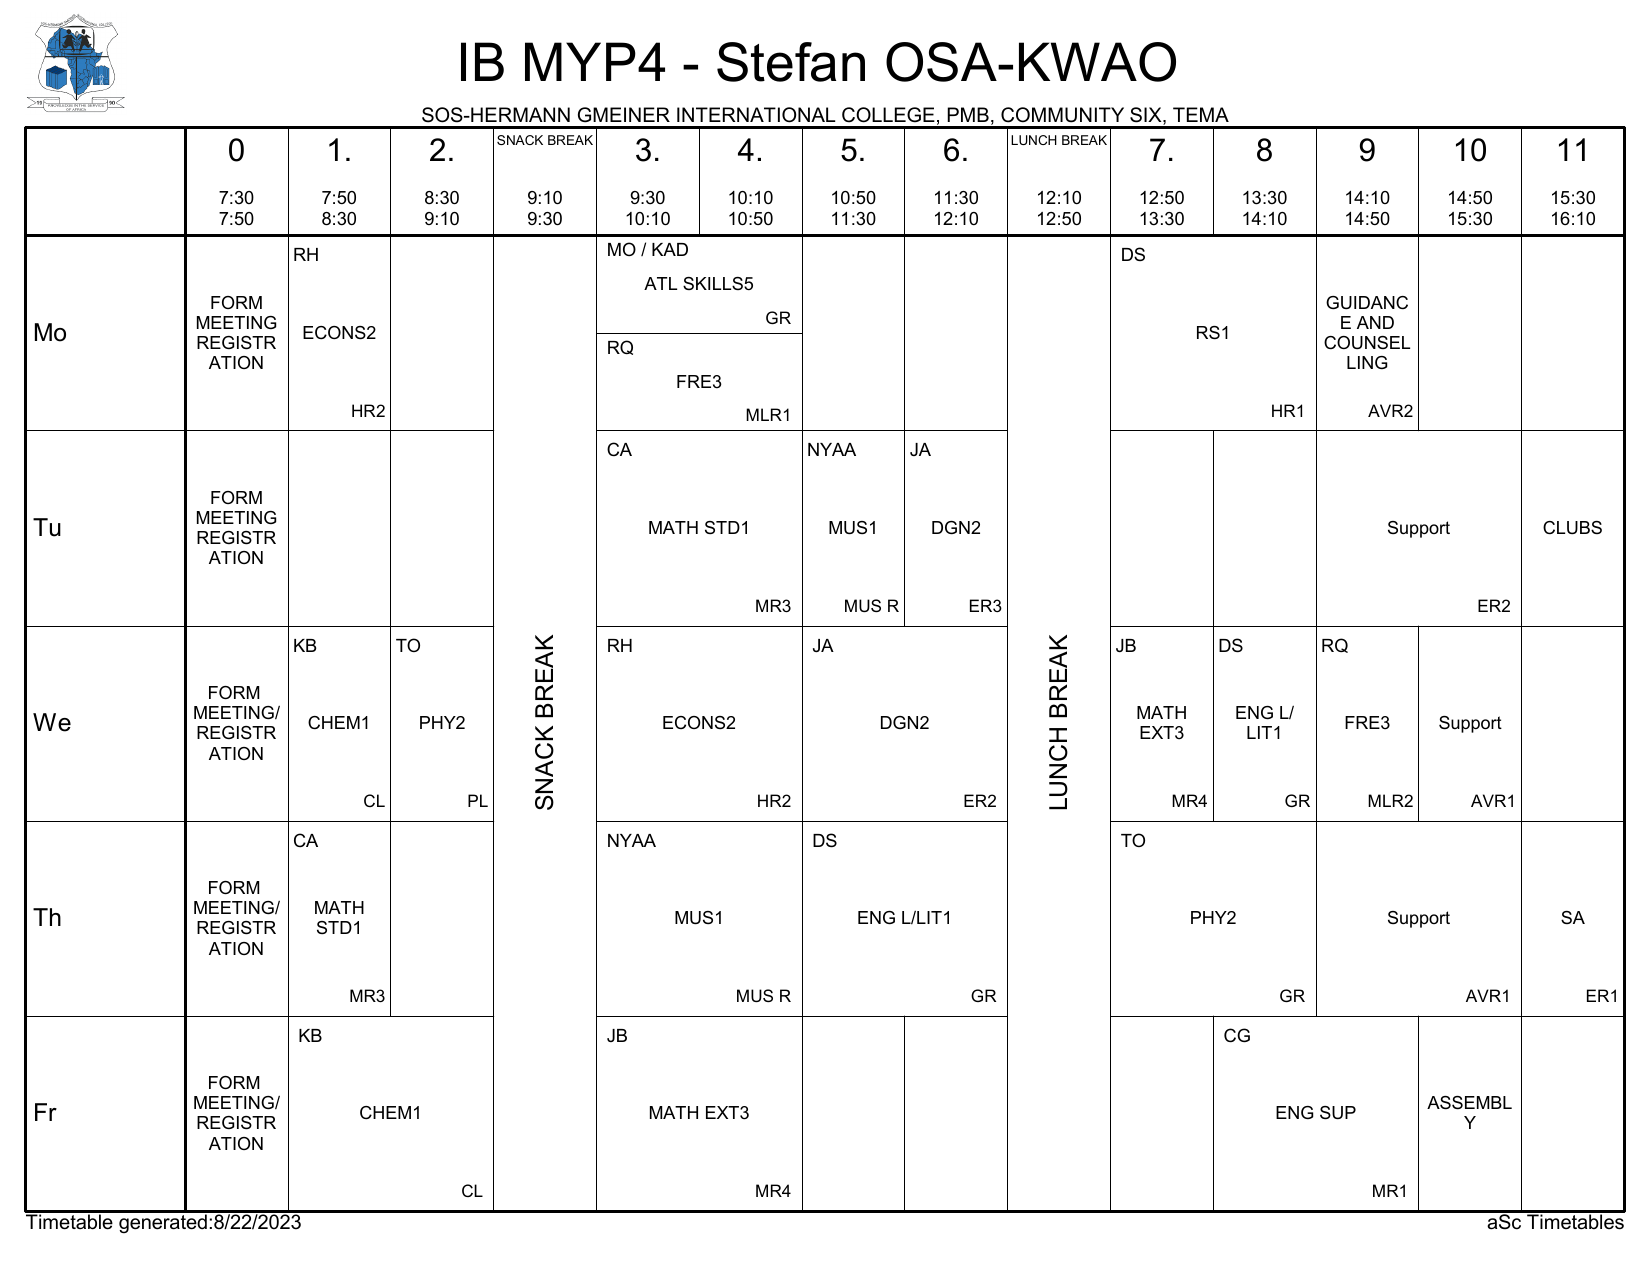 IB MYP4 - Stefan OSA-KWAO
SOS-HERMANN GMEINER INTERNATIONAL COLLEGE, PMB, COMMUNITY SIX, TEMA
19 90
KNOWLEDGE IN THE SERVICE
OF AFRICA
0 1. 2. SNACK BREAK 3. 4. 5. 6. LUNCH BREAK 7. 8 9 10 11
7:30 7:50 8:30 9:10 9:30 10:10 10:50 11:30 12:10 12:50 13:30 14:10 14:50 15:30
7:50 8:30 9:10 9:30 10:10 10:50 11:30 12:10 12:50 13:30 14:10 14:50 15:30 16:10
Mo
FORM
MEETING
REGISTR
ATION
RH
ECONS2
HR2
MO / KAD
ATL SKILLS5
GR
RQ
FRE3
MLR1
DS
RS1
HR1
GUIDANC
E AND
COUNSEL
LING
AVR2
Tu
FORM
MEETING
REGISTR
ATION
CA
MATH STD1
MR3
NYAA
MUS1
MUS R
JA
DGN2
ER3
Support
ER2
CLUBS
We
FORM
MEETING/
REGISTR
ATION
KB
CHEM1
CL
TO
PHY2
PL
SNACK BREAK
RH
ECONS2
HR2
JA
DGN2
ER2
LUNCH BREAK
JB
MATH
EXT3
MR4
DS
ENG L/
LIT1
GR
RQ
FRE3
MLR2
Support
AVR1
Th
FORM
MEETING/
REGISTR
ATION
CA
MATH
STD1
MR3
NYAA
MUS1
MUS R
DS
ENG L/LIT1
GR
TO
PHY2
GR
Support
AVR1
SA
ER1
Fr
FORM
MEETING/
REGISTR
ATION
KB
CHEM1
CL
JB
MATH EXT3
MR4
CG
ENG SUP
MR1
ASSEMBL
Y
Timetable generated:8/22/2023
aSc Timetables